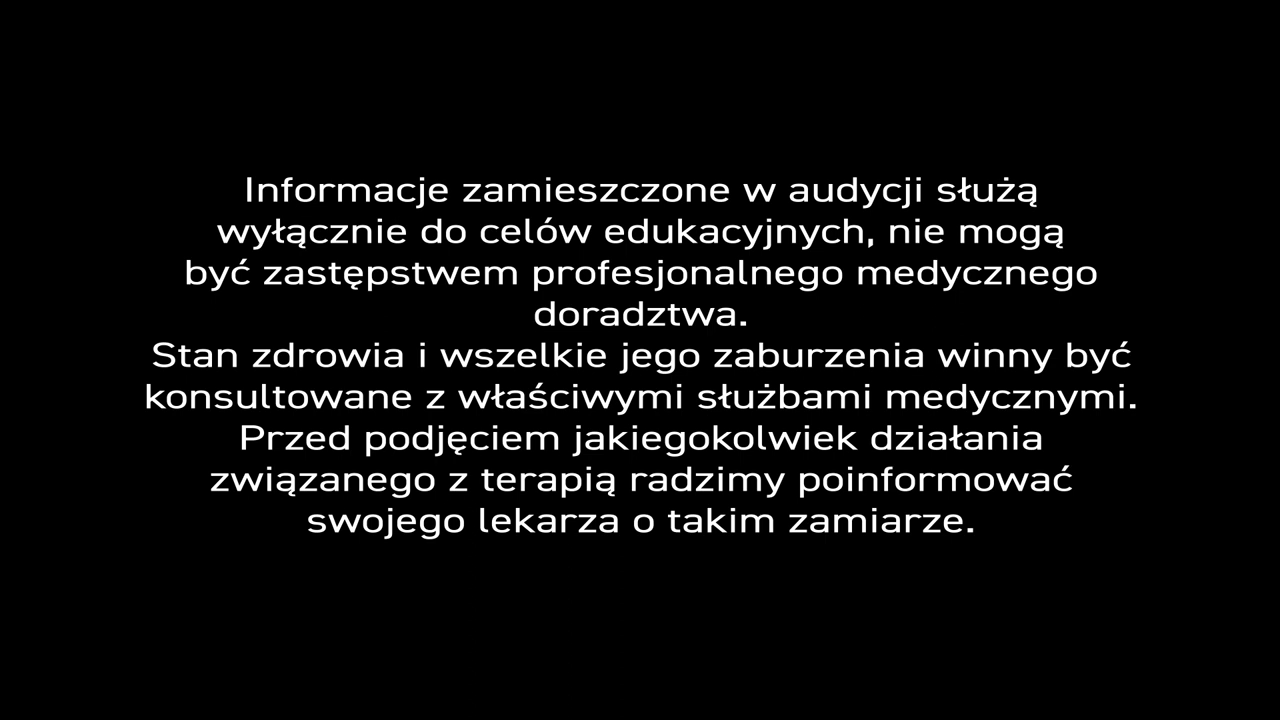 Informacje zamieszczone w audycji służą
wyłącznie do celów edukacyjnych, nie mogą
być zastępstwem profesjonalnego medycznego
doradztwa.
Stan zdrowia i wszelkie jego zaburzenia winny być
konsultowane z właściwymi służbami medycznymi.
Przed podjęciem jakiegokolwiek działania
związanego z terapią radzimy poinformować
swojego lekarza o takim zamiarze.